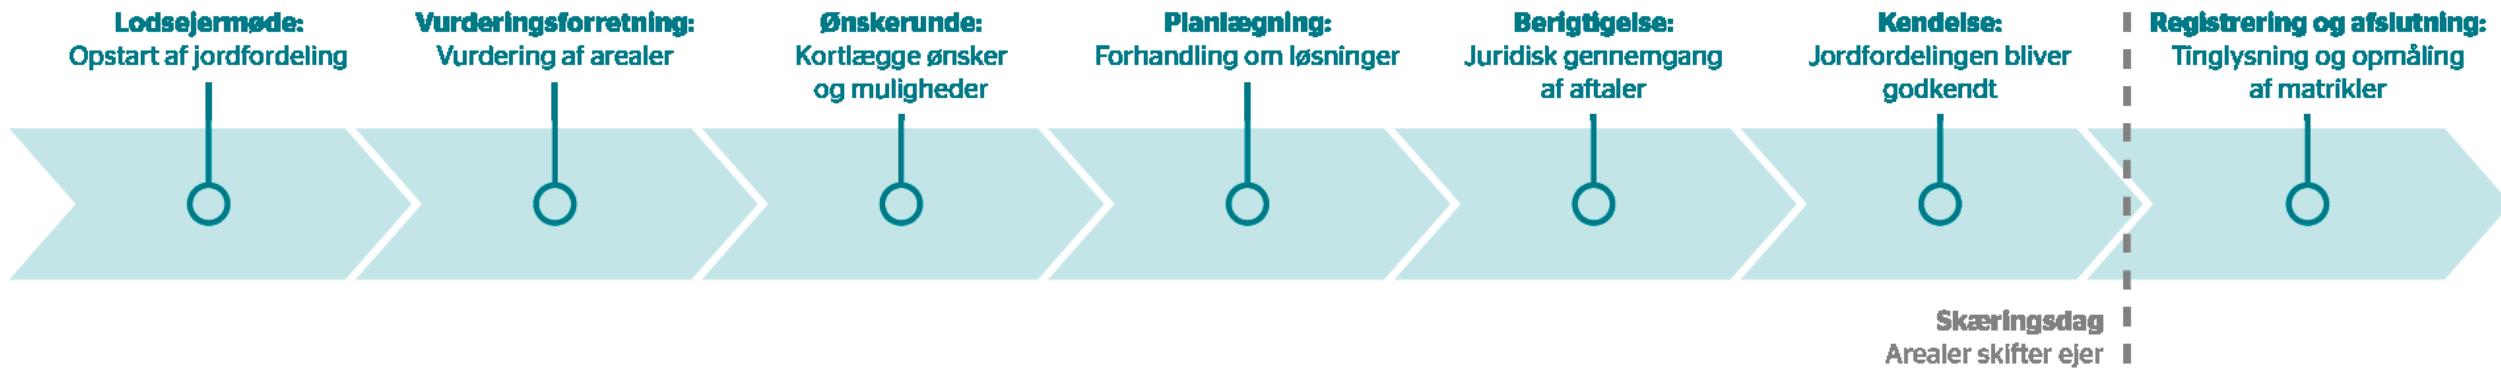 Lodsejermøde:
Opstart af jordfordeling
Vurderingsforretning:
Vurdering af arealer
Ønskerunde:
Kortlægge ønsker
og muligheder
Planlægning:
Forhandling om løsninger
Berigtigelse:
Juridisk gennemgang
af aftaler
Kendelse:
Jordfordelingen bliver
godkendt
Registrering og afslutning:
Tinglysning og opmåling
af matrikler
Skæringsdag
Arealer skifter ejer